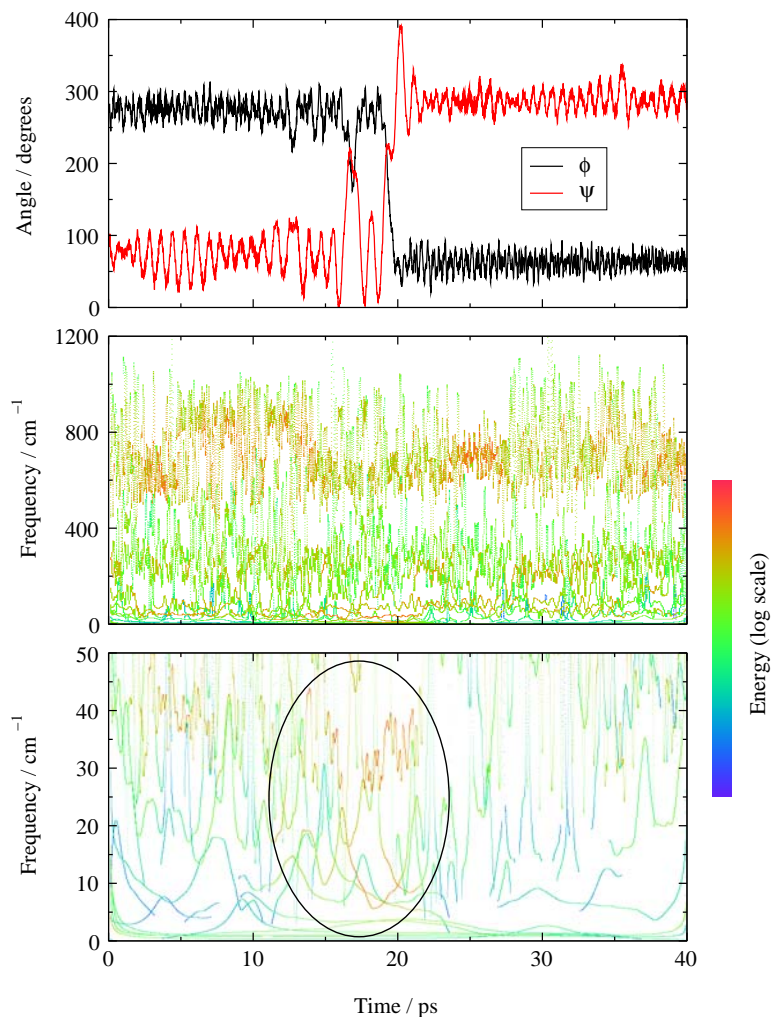 400
300
200
100
0
Angle / degrees
ϕ
ψ
1200
800
400
0
Frequency / cm⁻¹
50
40
30
20
10
0
Frequency / cm⁻¹
0 10 20 30 40
Time / ps
Energy (log scale)